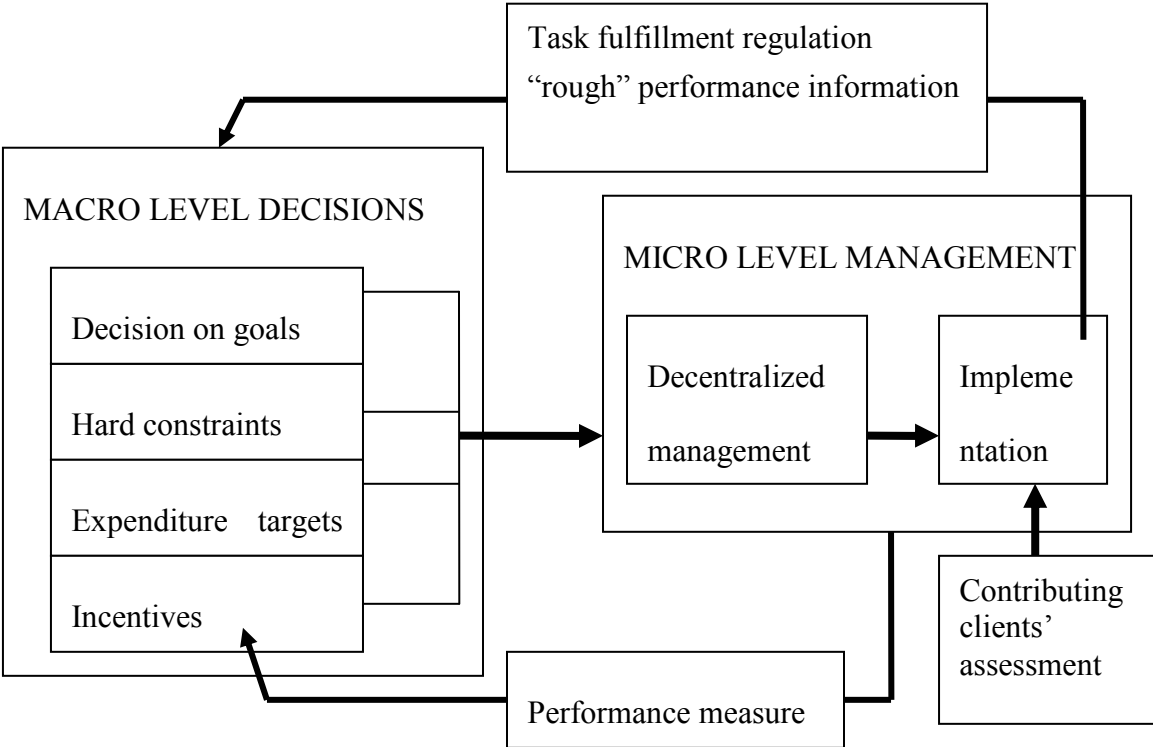 Task fulfillment regulation
“rough” performance information
MACRO LEVEL DECISIONS
Decision on goals
Hard constraints
Expenditure targets
Incentives
MICRO LEVEL MANAGEMENT
Decentralized
management
Impleme
ntation
Contributing
clients’
assessment
Performance measure